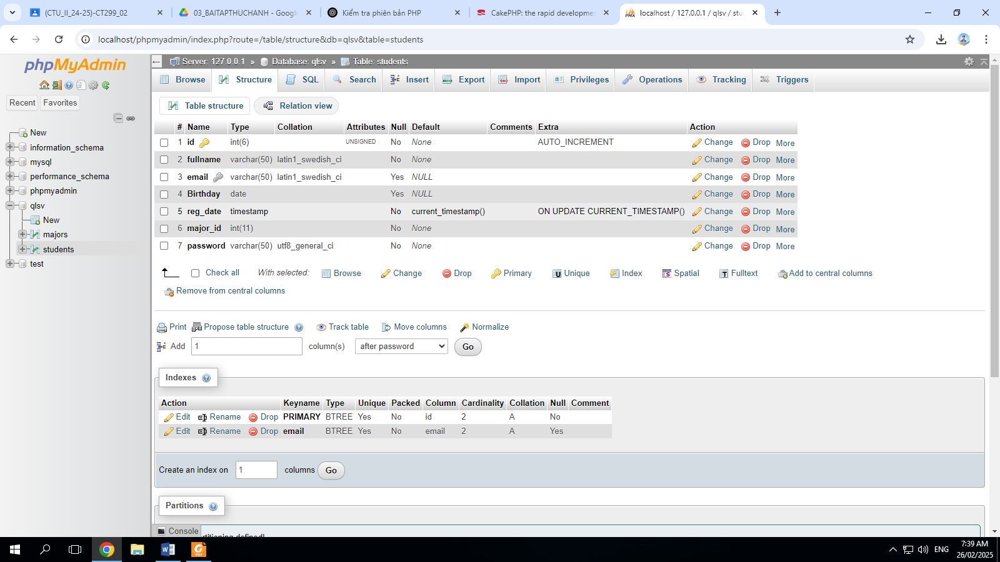 (CTU_II_24-25)-CT299_02
03_BAITAPTHUCHANH - Google
Kiểm tra phiên bản PHP
CakePHP: the rapid developme
localhost / 127.0.0.1 / qlsv / stu
localhost/phpmyadmin/index.php?route=/table/structure&db=qlsv&table=students
phpMyAdmin
Recent Favorites
New
information_schema
mysql
performance_schema
phpmyadmin
qlsv
New
majors
students
test
Server: 127.0.0.1 » Database: qlsv » Table: students
Browse Structure SQL Search Insert Export Import Privileges Operations Tracking Triggers
Table structure Relation view
# Name Type Collation Attributes Null Default Comments Extra Action
1 id int(6) UNSIGNED No None AUTO_INCREMENT Change Drop More
2 fullname varchar(50) latin1_swedish_ci No None Change Drop More
3 email varchar(50) latin1_swedish_ci Yes NULL Change Drop More
4 Birthday date Yes NULL Change Drop More
5 reg_date timestamp No current_timestamp() ON UPDATE CURRENT_TIMESTAMP() Change Drop More
6 major_id int(11) No None Change Drop More
7 password varchar(50) utf8_general_ci No None Change Drop More
Check all With selected: Browse Change Drop Primary Unique Index Spatial Fulltext Add to central columns
Remove from central columns
Print Propose table structure Track table Move columns Normalize
Add 1 column(s) after password Go
Indexes
Action Keyname Type Unique Packed Column Cardinality Collation Null Comment
Edit Rename Drop PRIMARY BTREE Yes No id 2 A No
Edit Rename Drop email BTREE Yes No email 2 A Yes
Create an index on 1 columns Go
Partitions
Console
rtitioning defined!
ENG
7:39 AM
26/02/2025